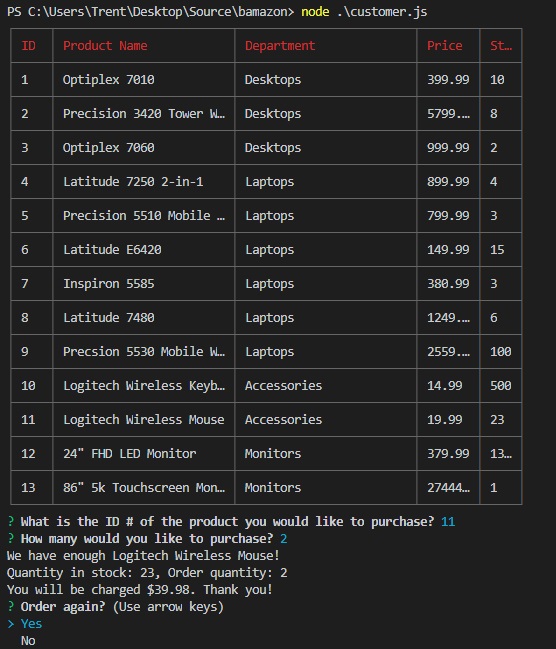 PS C:\Users\Trent\Desktop\Source\bamazon> node .\customer.js
ID Product Name Department Price St…
1 Optiplex 7010 Desktops 399.99 10
2 Precision 3420 Tower W… Desktops 5799.… 8
3 Optiplex 7060 Desktops 999.99 2
4 Latitude 7250 2-in-1 Laptops 899.99 4
5 Precision 5510 Mobile … Laptops 799.99 3
6 Latitude E6420 Laptops 149.99 15
7 Inspiron 5585 Laptops 380.99 3
8 Latitude 7480 Laptops 1249.… 6
9 Precsion 5530 Mobile W… Laptops 2559.… 100
10 Logitech Wireless Keyb… Accessories 14.99 500
11 Logitech Wireless Mouse Accessories 19.99 23
12 24" FHD LED Monitor Monitors 379.99 13…
13 86" 5k Touchscreen Mon… Monitors 27444… 1
? What is the ID # of the product you would like to purchase? 11
? How many would you like to purchase? 2
We have enough Logitech Wireless Mouse!
Quantity in stock: 23, Order quantity: 2
You will be charged $39.98. Thank you!
? Order again? (Use arrow keys)
> Yes
No